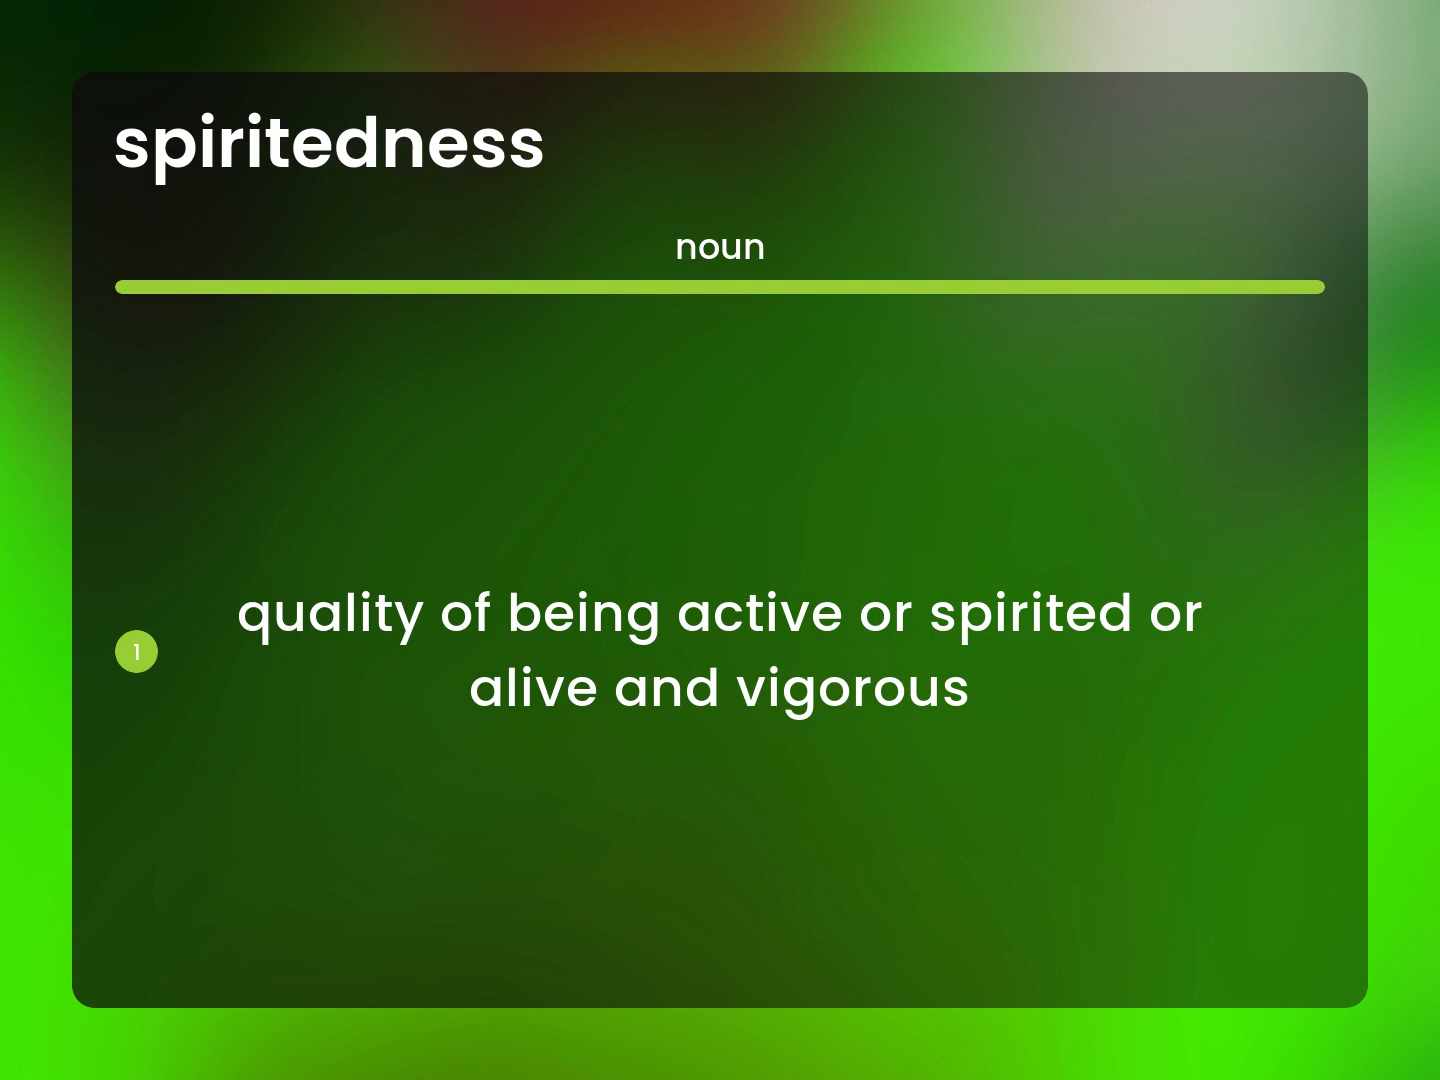 spiritedness
noun
1
quality of being active or spirited or
alive and vigorous